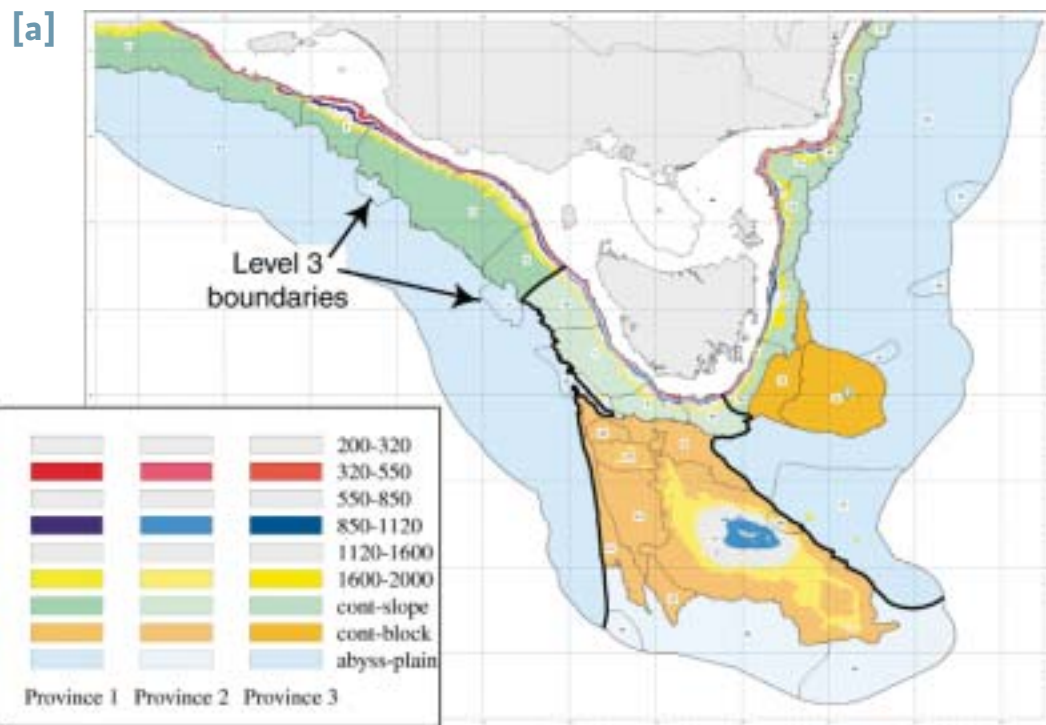 [a]
Level 3
boundaries
200-320
320-550
550-850
850-1120
1120-1600
1600-2000
cont-slope
cont-block
abyss-plain
Province 1 Province 2 Province 3